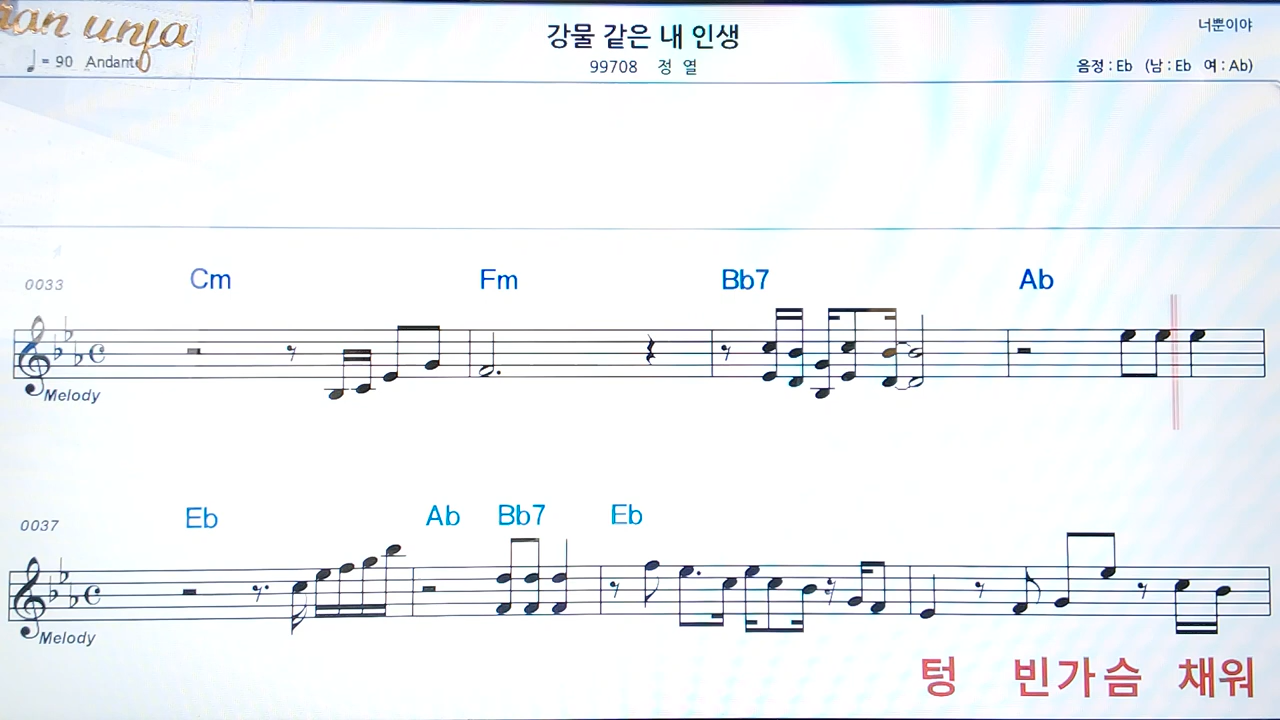 unja
강물 같은 내 인생
너뿐이야
♩ = 90 Andante
99708 정 열
음정 : Eb (남 : Eb 여 : Ab)
Cm Fm Bb7 Ab
0033
Melody
Eb Ab Bb7 Eb
0037
Melody
텅 빈가슴 채워